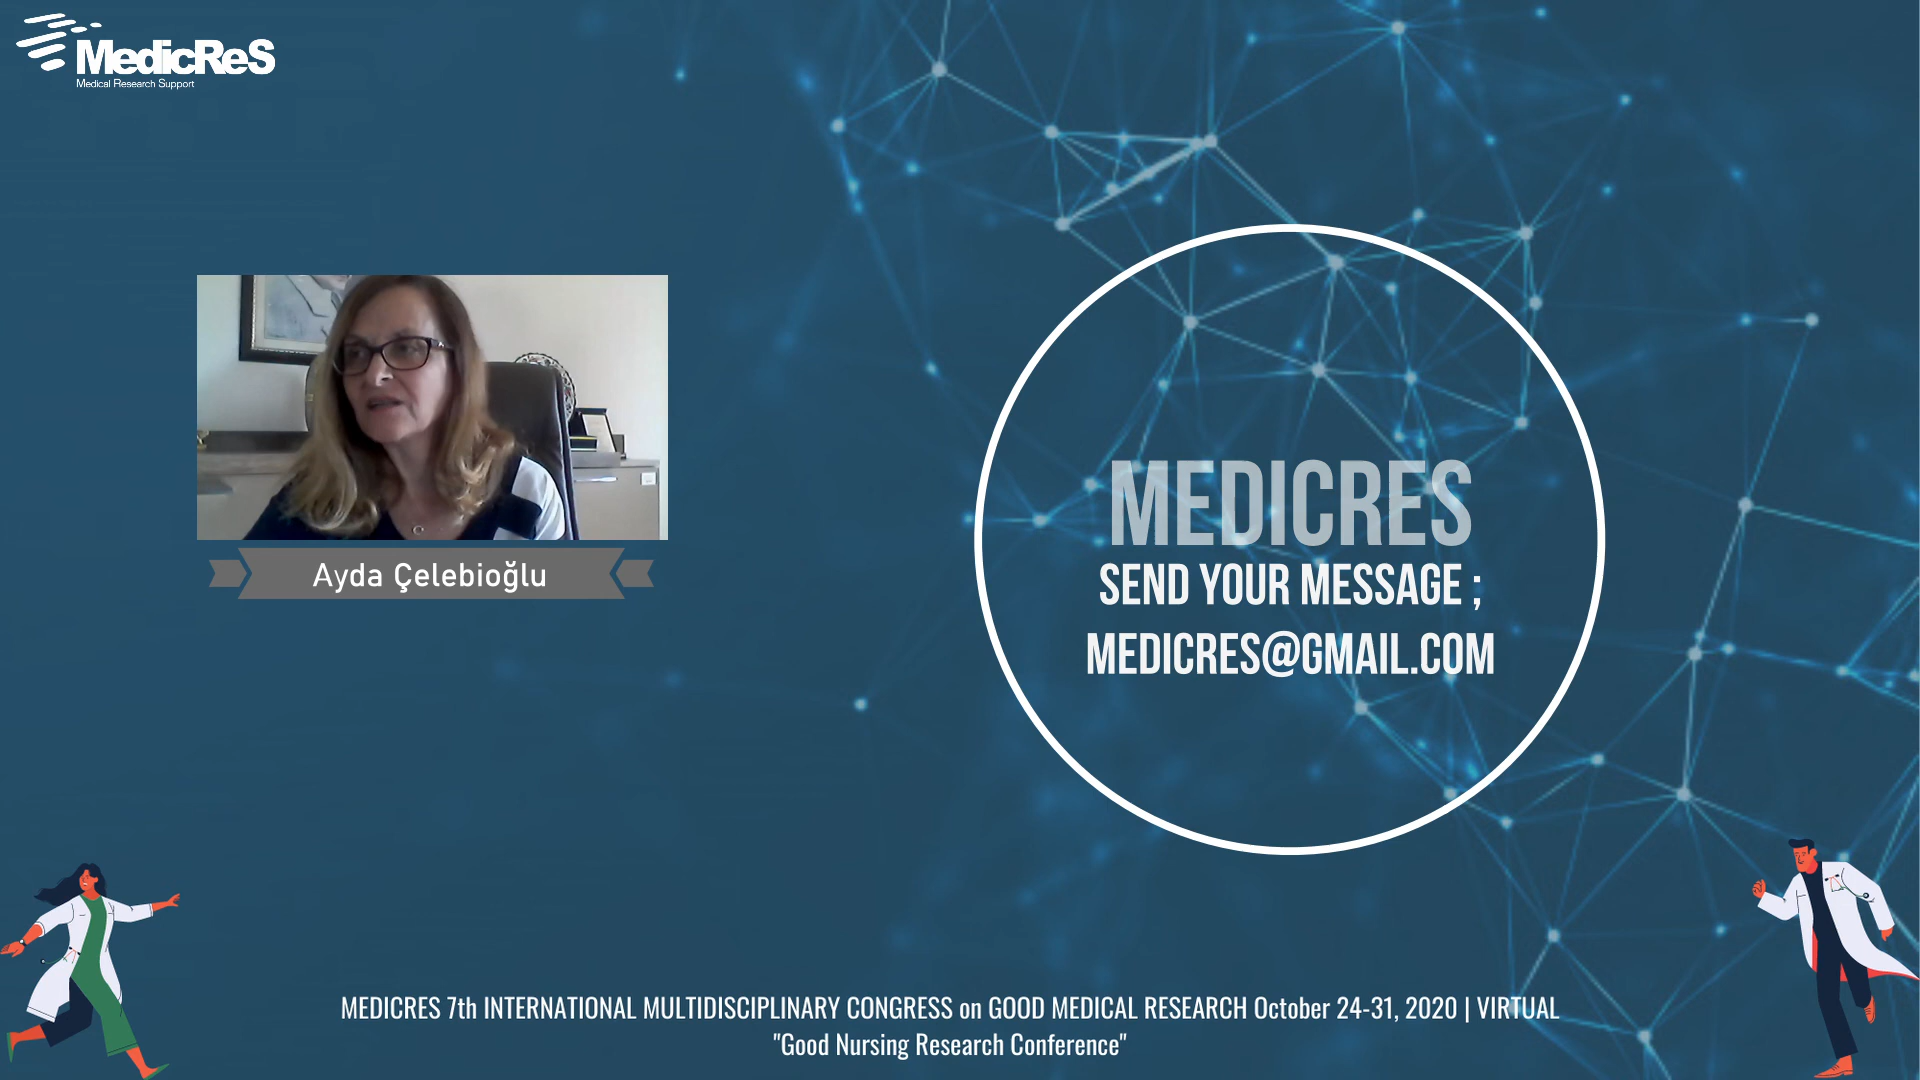 MedicReS
Medical Research Support
Ayda Çelebioğlu
MEDICRES
SEND YOUR MESSAGE ;
MEDICRES@GMAIL.COM
MEDICRES 7th INTERNATIONAL MULTIDISCIPLINARY CONGRESS on GOOD MEDICAL RESEARCH October 24-31, 2020 | VIRTUAL
"Good Nursing Research Conference"